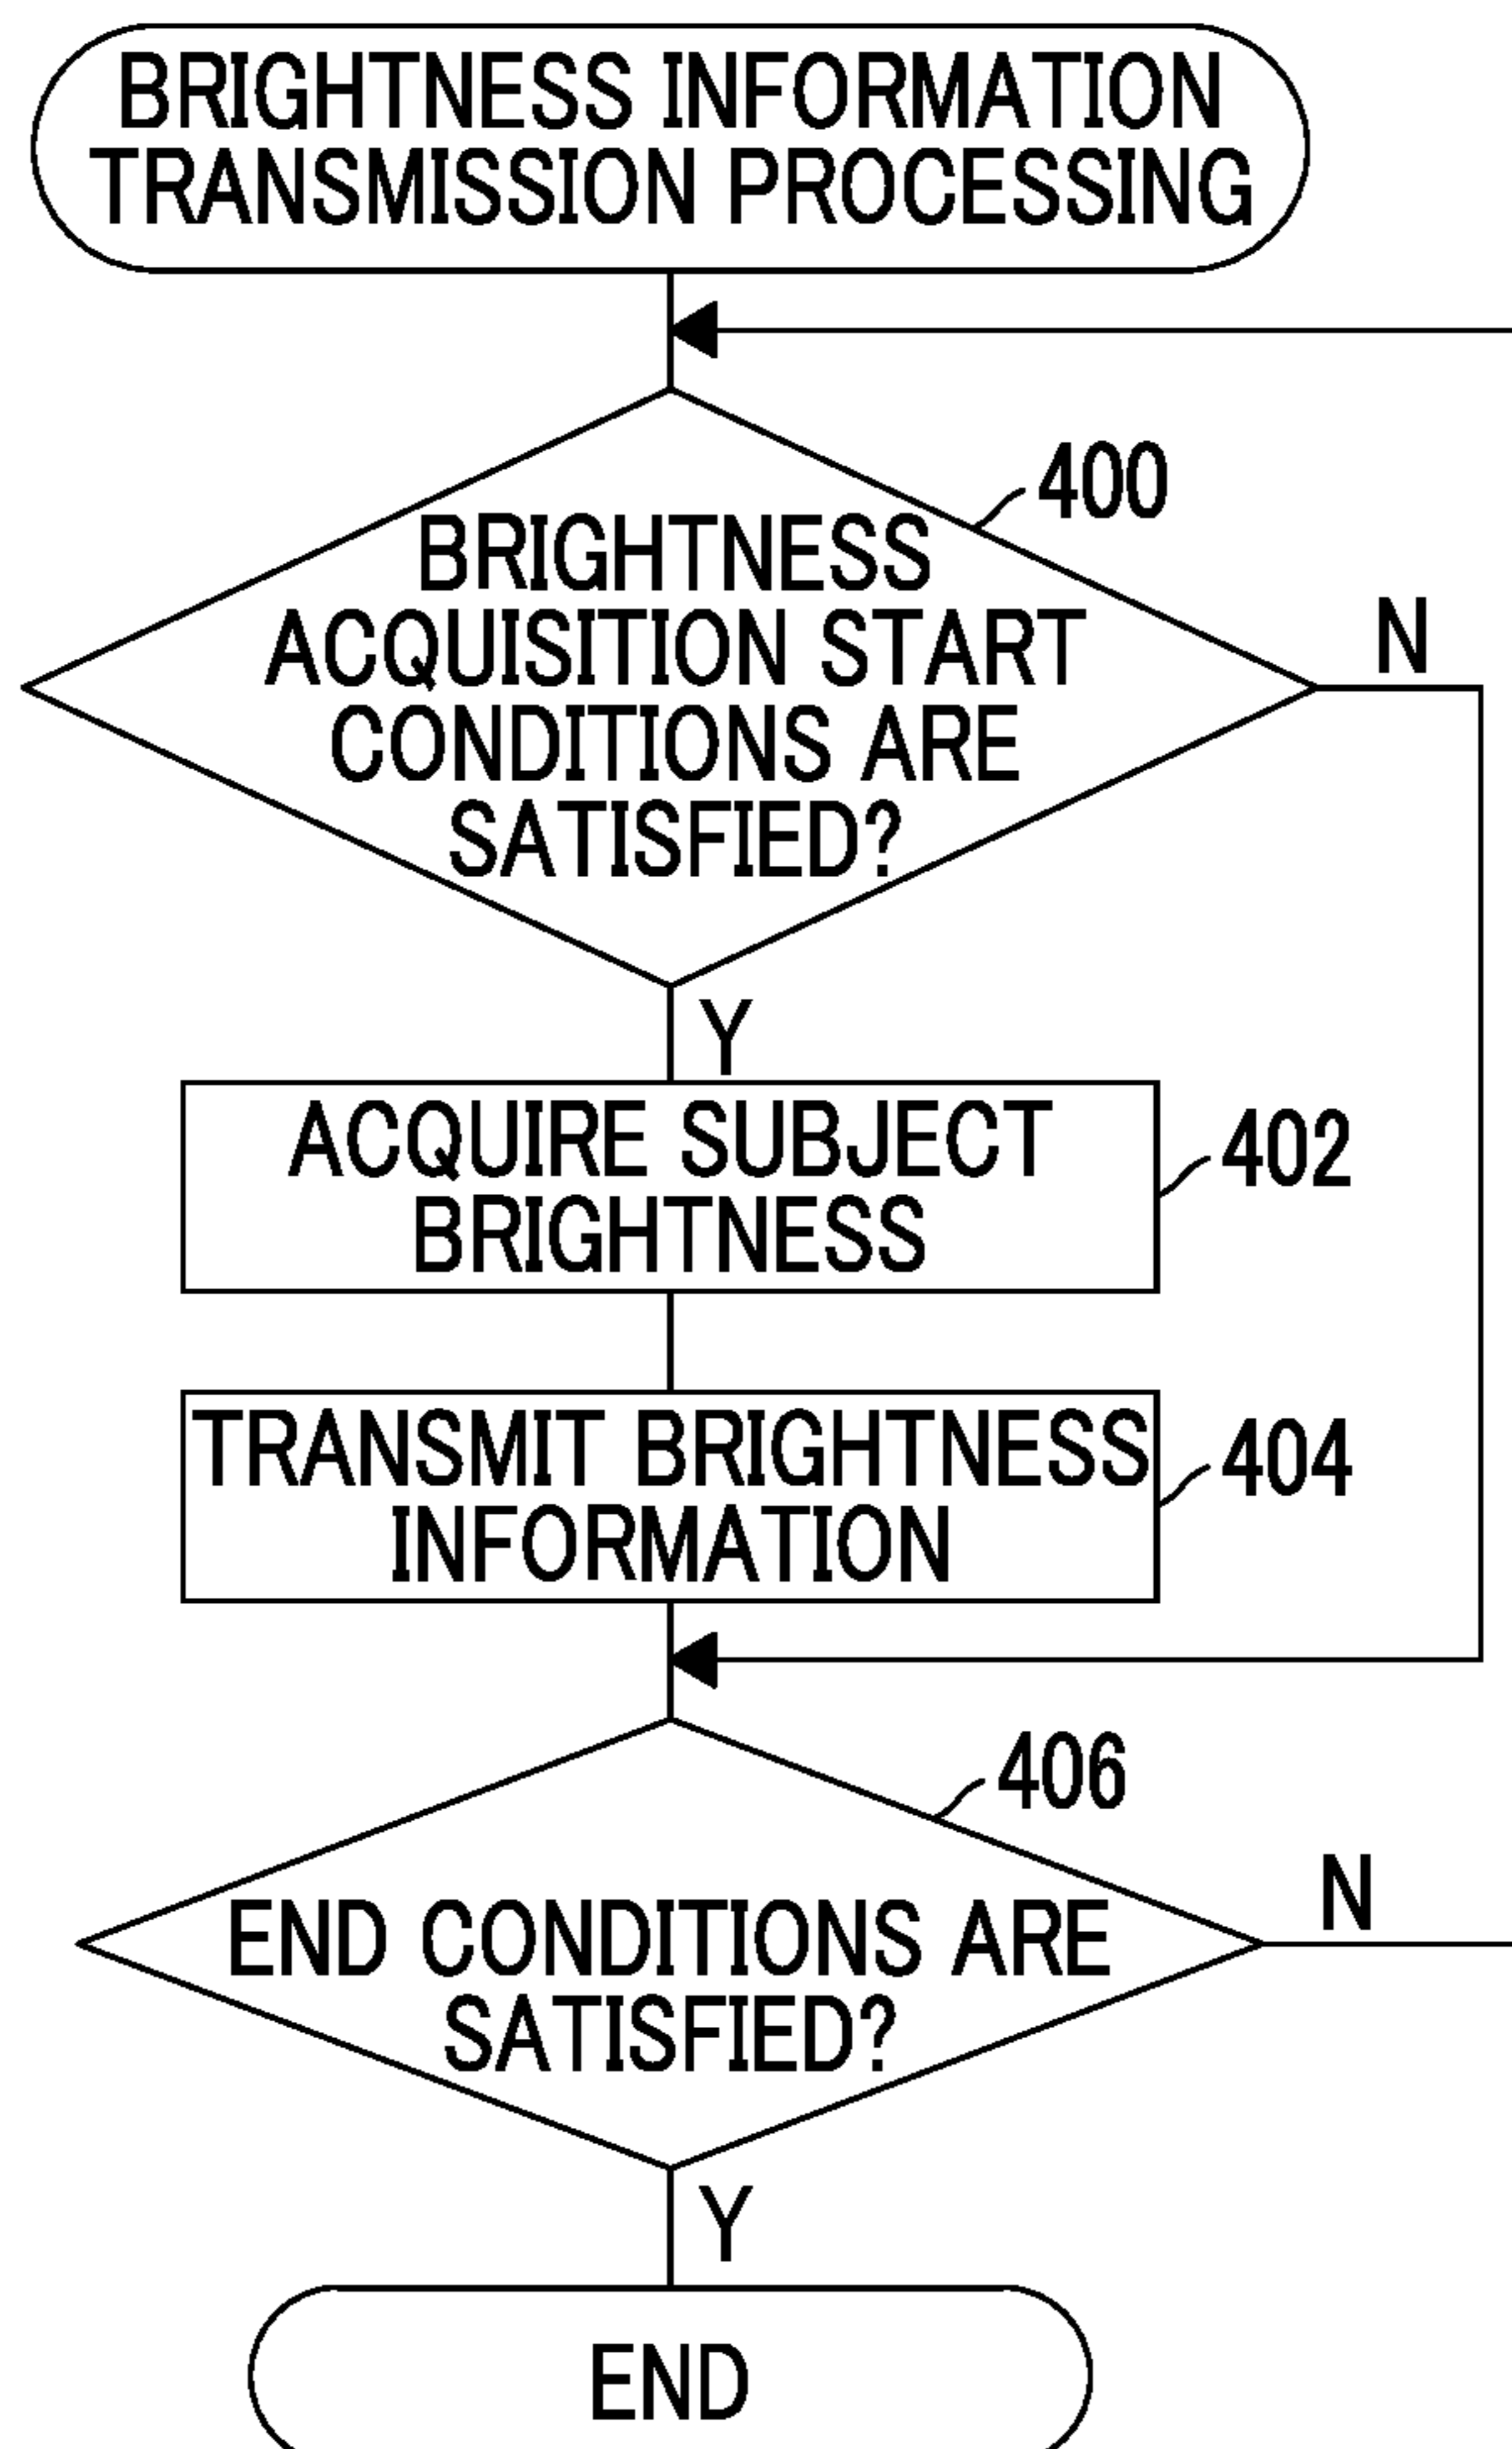 BRIGHTNESS INFORMATION
TRANSMISSION PROCESSING
400
BRIGHTNESS
ACQUISITION START
CONDITIONS ARE
SATISFIED?
N
Y
ACQUIRE SUBJECT
BRIGHTNESS
402
TRANSMIT BRIGHTNESS
INFORMATION
404
406
END CONDITIONS ARE
SATISFIED?
N
Y
END